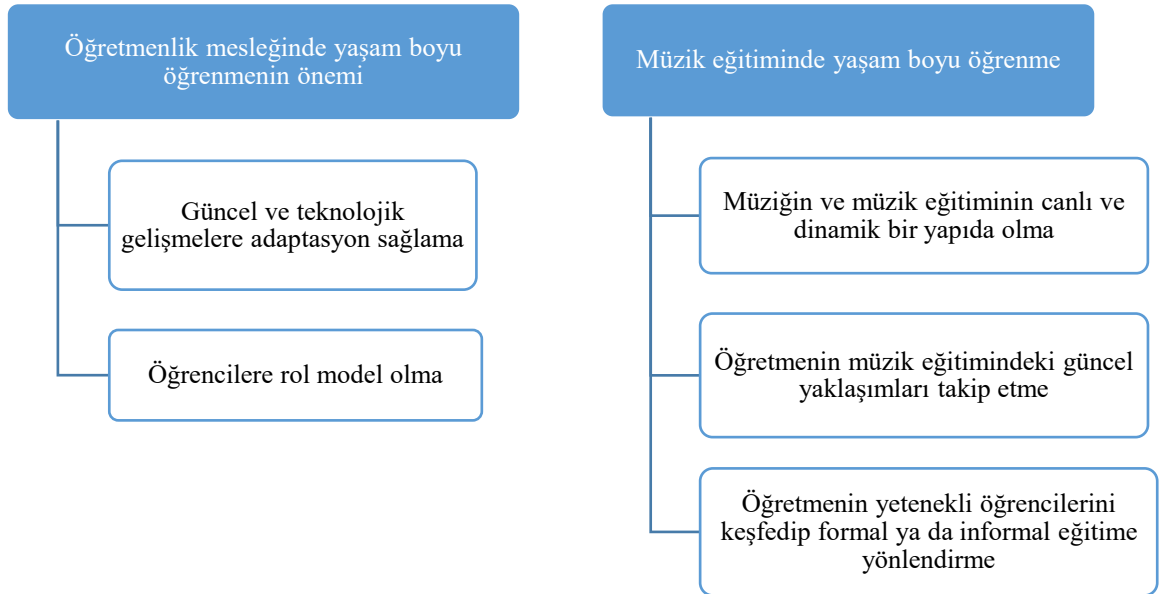 Öğretmenlik mesleğinde yaşam boyu
öğrenmenin önemi
Güncel ve teknolojik
gelişmelere adaptasyon sağlama
Öğrencilere rol model olma
Müzik eğitiminde yaşam boyu öğrenme
Müziğin ve müzik eğitiminin canlı ve
dinamik bir yapıda olma
Öğretmenin müzik eğitimindeki güncel
yaklaşımları takip etme
Öğretmenin yetenekli öğrencilerini
keşfedip formal ya da informal eğitime
yönlendirme